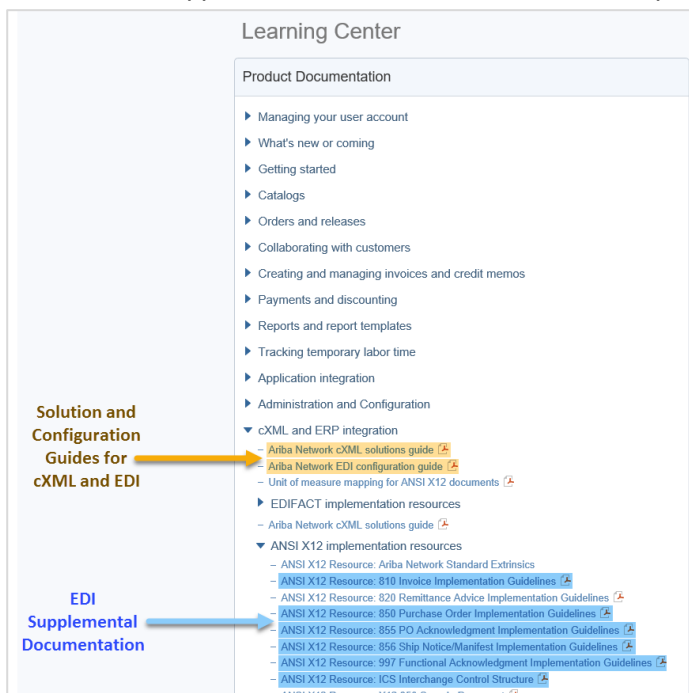 Learning Center
Product Documentation
Managing your user account
What's new or coming
Getting started
Catalogs
Orders and releases
Collaborating with customers
Creating and managing invoices and credit memos
Payments and discounting
Reports and report templates
Tracking temporary labor time
Application integration
Administration and Configuration
cXML and ERP integration
– Ariba Network cXML solutions guide
– Ariba Network EDI configuration guide
– Unit of measure mapping for ANSI X12 documents
EDIFACT implementation resources
– Ariba Network cXML solutions guide
ANSI X12 implementation resources
– ANSI X12 Resource: Ariba Network Standard Extrinsics
– ANSI X12 Resource: 810 Invoice Implementation Guidelines
– ANSI X12 Resource: 820 Remittance Advice Implementation Guidelines
– ANSI X12 Resource: 850 Purchase Order Implementation Guidelines
– ANSI X12 Resource: 855 PO Acknowledgment Implementation Guidelines
– ANSI X12 Resource: 856 Ship Notice/Manifest Implementation Guidelines
– ANSI X12 Resource: 997 Functional Acknowledgment Implementation Guidelines
– ANSI X12 Resource: ICS Interchange Control Structure
Solution and
Configuration
Guides for
cXML and EDI
EDI
Supplemental
Documentation